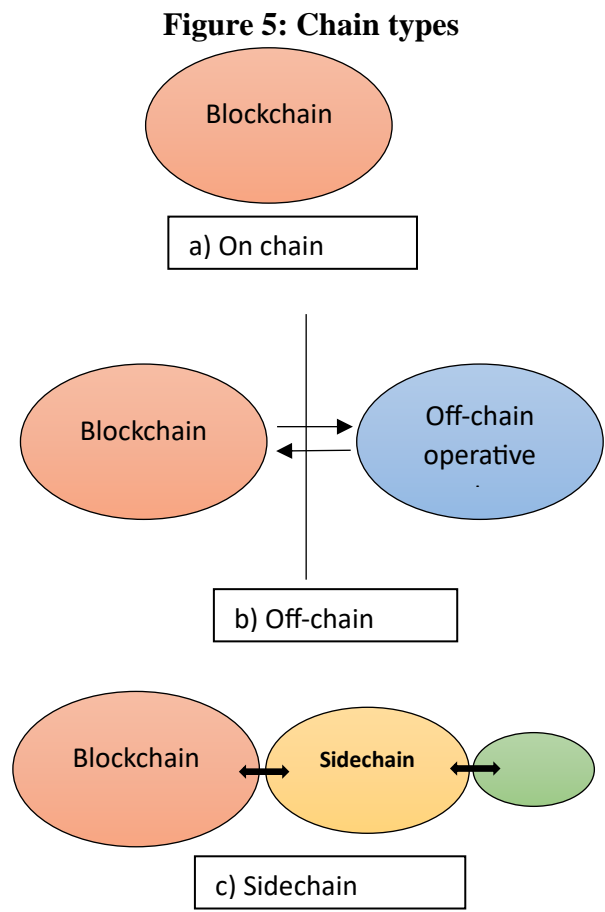 Figure 5: Chain types
Blockchain
a) On chain
Blockchain
Off-chain
operative
b) Off-chain
Blockchain
Sidechain
c) Sidechain